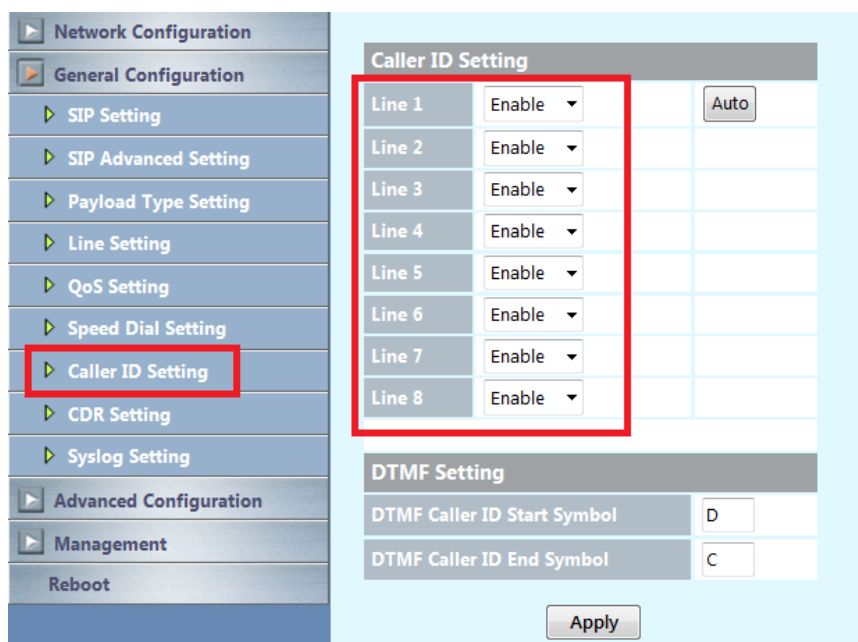 Network Configuration
General Configuration
SIP Setting
SIP Advanced Setting
Payload Type Setting
Line Setting
QoS Setting
Speed Dial Setting
Caller ID Setting
CDR Setting
Syslog Setting
Advanced Configuration
Management
Reboot
Caller ID Setting
Line 1 Enable Auto
Line 2 Enable
Line 3 Enable
Line 4 Enable
Line 5 Enable
Line 6 Enable
Line 7 Enable
Line 8 Enable
DTMF Setting
DTMF Caller ID Start Symbol D
DTMF Caller ID End Symbol C
Apply